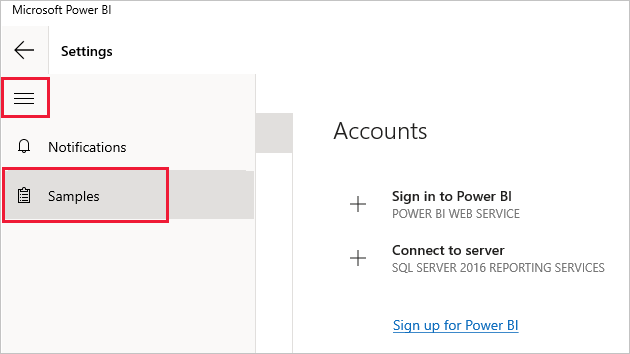 Microsoft Power BI
Settings
Notifications
Samples
Accounts
Sign in to Power BI
POWER BI WEB SERVICE
Connect to server
SQL SERVER 2016 REPORTING SERVICES
Sign up for Power BI